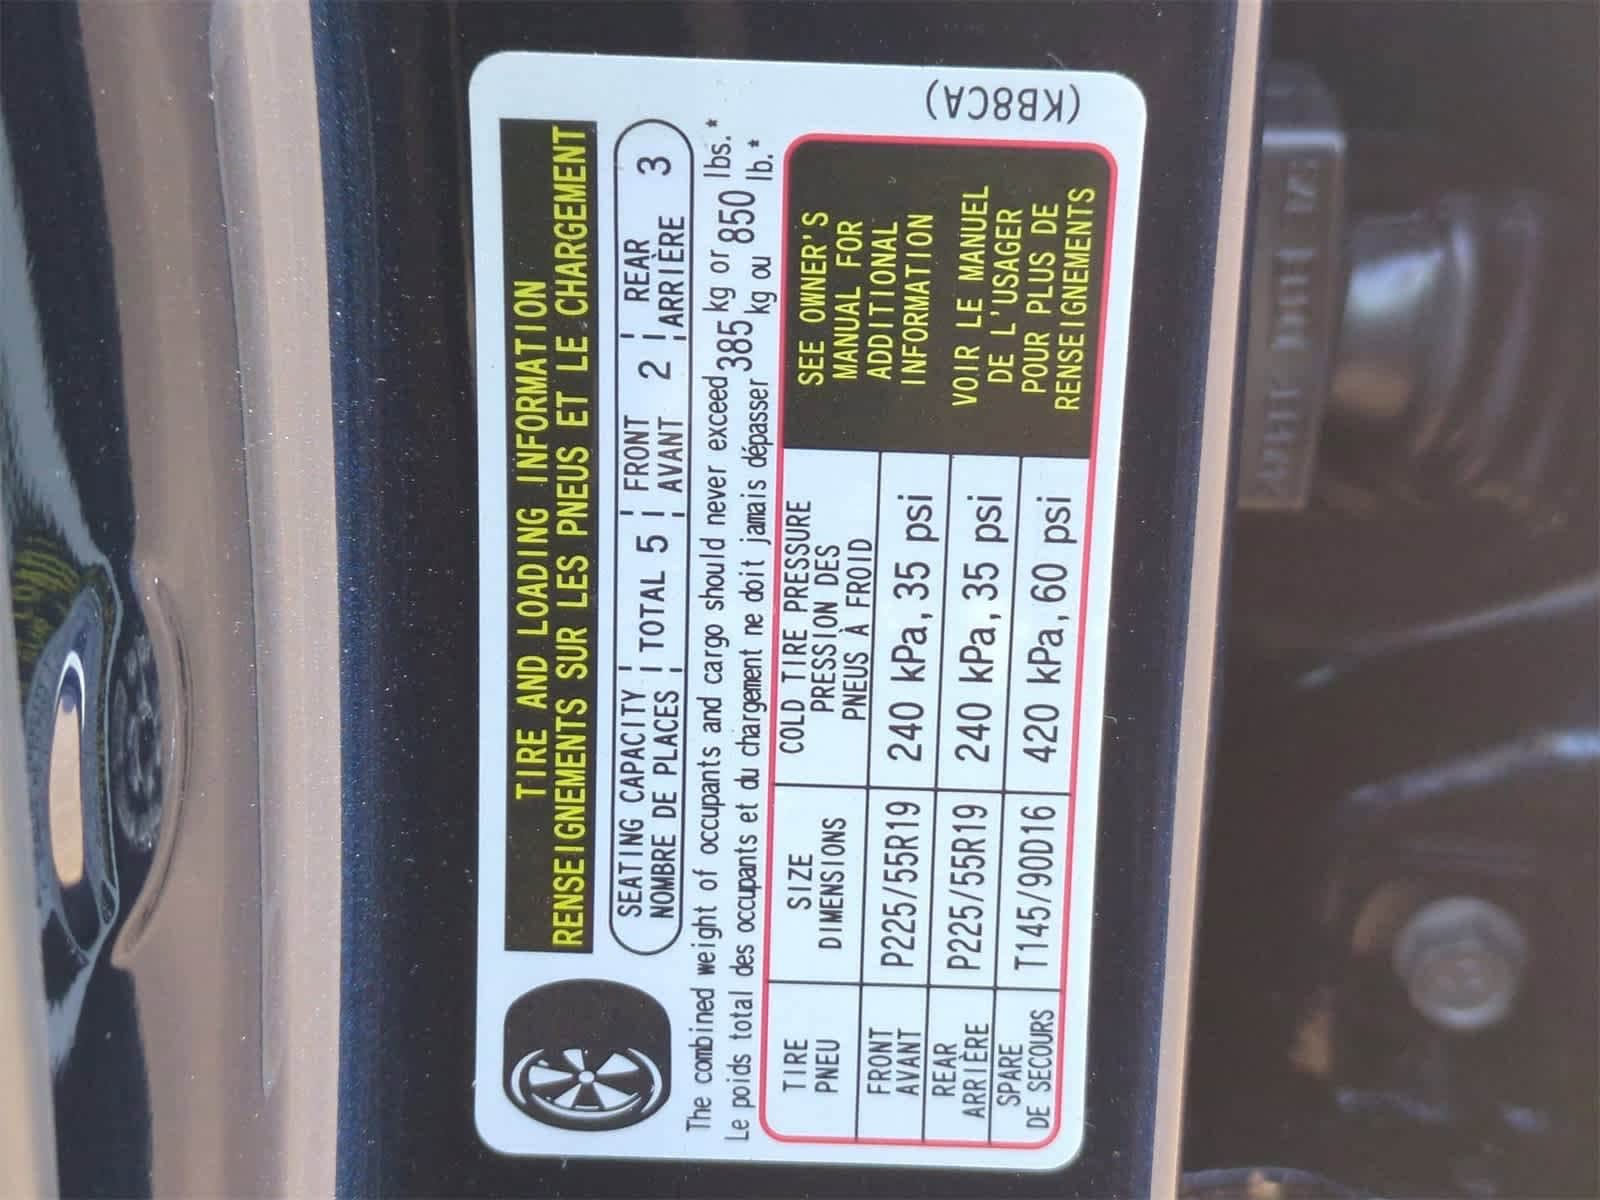 TIRE AND LOADING INFORMATION
RENSEIGNEMENTS SUR LES PNEUS ET LE CHARGEMENT
SEATING CAPACITY TOTAL 5 FRONT 2 REAR 3
NOMBRE DE PLACES AVANT ARRIÈRE
The combined weight of occupants and cargo should never exceed 385 kg or 850 lbs.*
Le poids total des occupants et du chargement ne doit jamais dépasser kg ou lb.*
TIRE SIZE COLD TIRE PRESSURE
PNEU DIMENSIONS PRESSION DES
PNEUS À FROID
FRONT P225/55R19 240 kPa, 35 psi
AVANT
REAR P225/55R19 240 kPa, 35 psi
ARRIÈRE
SPARE T145/90D16 420 kPa, 60 psi
DE SECOURS
SEE OWNER'S
MANUAL FOR
ADDITIONAL
INFORMATION
VOIR LE MANUEL
DE L'USAGER
POUR PLUS DE
RENSEIGNEMENTS
(KB8CA)